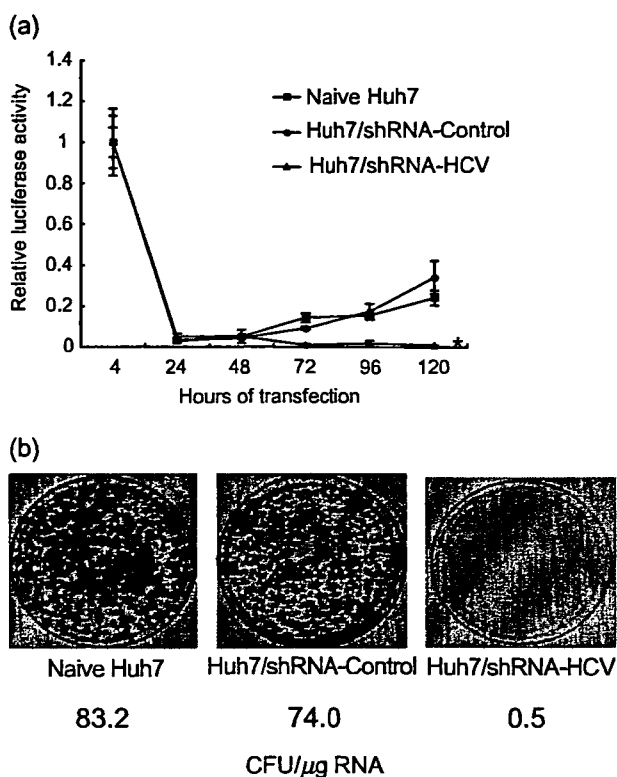 (a)
Relative luciferase activity
1.4
1.2
1
0.8
0.6
0.4
0.2
0
Naive Huh7
Huh7/shRNA-Control
Huh7/shRNA-HCV
*
4 24 48 72 96 120
Hours of transfection
(b)
Naive Huh7 Huh7/shRNA-Control Huh7/shRNA-HCV
83.2 74.0 0.5
CFU/μg RNA